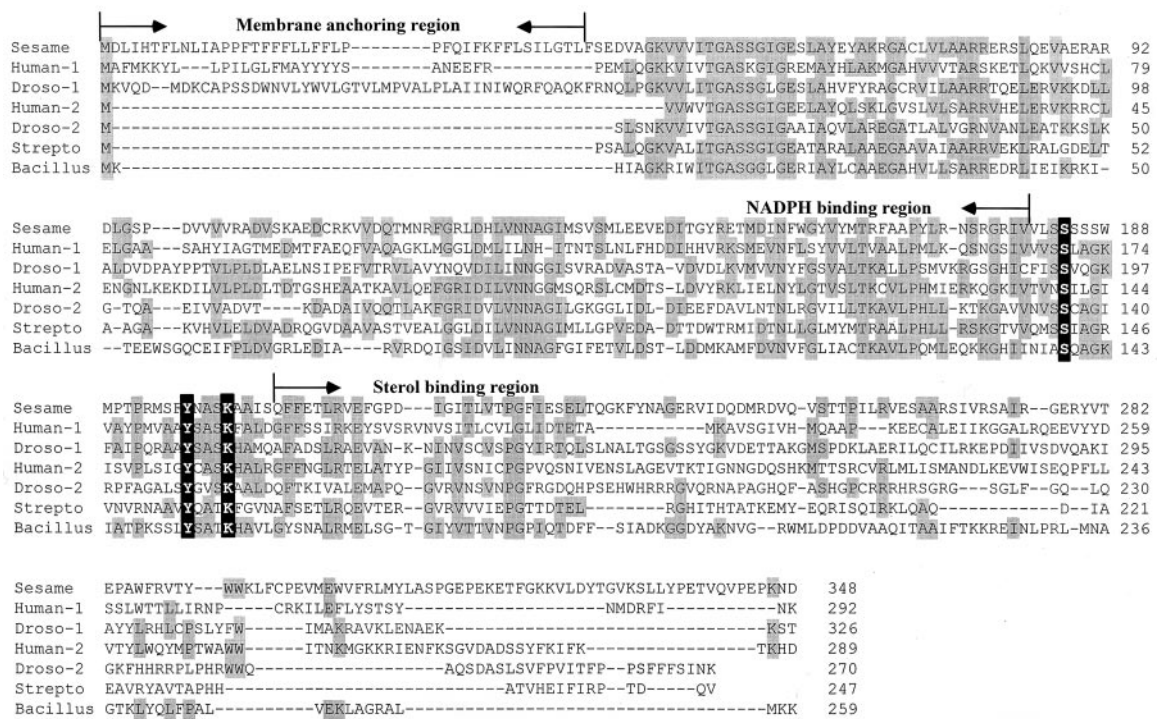 Membrane anchoring region
Sesame MDLIHTFLNLIAPPFTFFFLLFFLP--------PFQIFKFFLSILGTLFSEDVAGKVVVITGASSGIGESLAYEYAKRGACLVLAARRERSLQEVAERAR 92
Human-1 MAFMKKYL--LPILGLFMAYYYYS--------ANEEFR-----------PEMLQGKKVIVTGASKGIGREMAYHLAKMGAHVVVTARSKETLQKVVSHCL 79
Droso-1 MKVQD--MDKCAPSSDWNVLYWVLGTVLMPVALPLAIINIWQRFQAQKFRNQLPGKVVLITGASSGLGESLAHVFYRAGCRVILAARRTQELERVKKDLL 98
Human-2 M------------------------------------------------------VVWVTGASSGIGEELAYQLSKLGVSLVLSARRVHELERVKRRCL 45
Droso-2 M-------------------------------------------------SLSNKVVIVTGASSGIGAAIAQVLAREGATLALVGRNVANLEATKKSLK 50
Strepto M-----------------------------------------------PSALQGKVALITGASSGIGEATARALAAEGAAVAIAARRVEKLRALGDELT 52
Bacillus MK-----------------------------------------------HIAGKRIWITGASGGLGERIAYLCAAEGAHVLLSARREDRLIEIKRKI- 50
NADPH binding region
Sesame DLGSP--DVVVVRADVSKAEDCRKVVDQTMNRFGRLDHLVNNAGIMSVSMLEEVEDITGYRETMDINFWGYVYMTRFAAPYLR-NSRGRIVVLSSSSSW 188
Human-1 ELGAA--SAHYIAGTMEDMTFAEQFVAQAGKLMGGLDMLILNH-ITNTSLNLFHDDIHHVRKSMEVNFLSYVVLTVAALPMLK-QSNGSIVVVSSLAGK 174
Droso-1 ALDVDPAYPPTVLPLDLAELNSIPEFVTRVLAVYNQVDILINNGGISVRADVASTA-VDVDLKVMVVNYFGSVALTKALLPSMVKRGSGHICFISSVQGK 197
Human-2 ENGNLKEKDILVLPLDLTDTGSHEAATKAVLQEFGRIDILVNNGGMSQRSLCMDTS-LDVYRKLIELNYLGTVSLTKCVLPHMIERKQGKIVTVNSILGI 144
Droso-2 G-TQA---EIVVADVT----KDADAIVQQTLAKFGRIDVLVNNAGILGKGGLIDL-DIEEFDAVLNTNLRGVILLTKAVLPHLLK-TKGAVVNVSSCAGI 140
Strepto A-AGA---KVHVLELDVADRQGVDAAVASTVEALGGLDILVNNAGIMLLGPVEDA-DTTDWTRMIDTNLLGLMYMTRAALPHLL-RSKGTVVQMSSIAGR 146
Bacillus --TEEWSGQCEIFPLDVGRLEDIA----RVRDQIGSIDVLINNAGFGIFETVLDST-LDDMKAMFDVNVFGLIACTKAVLPQMLEQKKGHIINIASQAGK 143
Sterol binding region
Sesame MPTPRMSFYNASKAAISQFFETLRVEFGPD---IGITLVTPGFIESELTQGKFYNAGERVIDQDMRDVQ-VSTTPILRVESAARSIVRSAIR--GERYVT 282
Human-1 VAYPMVAAYSASKFALDGFFSSIRKEYSVSRVNVSITLCVLGLIDTETA----------MKAVSGIVH-MQAAP---KEECALEIIKGGALRQEEVYYD 259
Droso-1 FAIPQRAAYSASKHAMQAFADSLRAEVAN-K-NINVSCVSPGYIRTQLSLNALTGSGSSYGKVDETTAKGMSPDKLAERILQCILRKEPDIIVSDVQAKI 295
Human-2 ISVPLSIGYCASKHALRGFFNGLRTELATYP-GIIVSNICPGPVQSNIVENSLAGEVTKTIGNNGDQSHKMTTSRCVRLMLISMANDLKEVWISEQPFLL 243
Droso-2 RPFAGALSYGVSKAALDQFTKIVALEMAPQ--GVRVNSVNPGFRGDQHPSEHWHRRRGVQRNAPAGHQF-ASHGPCRRRHRSGRG---SGLF--GQ--LQ 230
Strepto VNVRNAAVYQATKFGVNAFSETLRQEVTER--GVRVVVIEPGTTDTEL-------RGHITHTATKEMY-EQRISQIRKLQAQ-------D--IA 221
Bacillus IATPKSSLYSATKHAVLGYSNALRMELSG-T-GIYVTTVNPGPIQTDFF--SIADKGGDYAKNVG--RWMLDPDDVAAQITAAIFTKKREINLPRL-MNA 236
Sesame EPAWFRVTY---WWKLFCPEVMEWVFRLMYLASPGEPEKETFGKKVLDYTGVKSLLYPETVQVPEPKND 348
Human-1 SSLWTTLLIRNP-----CRKILEFLYSTSY-----------------NMDRFI-----------NK 292
Droso-1 AYYLRHLCPSLYFW-----IMAKRAVKLENAEK-----------------------------KST 326
Human-2 VTYLWQYMPTWAWW-----ITNKMGKKRIENFKSGVDADSSYFKIFK--------------TKHD 289
Droso-2 GKFHHRRPLPHRWWQ-----------AQSDASLSVFPVITFP--PSFFFSINK 270
Strepto EAVRYAVTAPHH---------------------ATVHEIFIRP--TD-----QV 247
Bacillus GTKLYQLFPAL------VEKLAGRAL------------------------------MKK 259